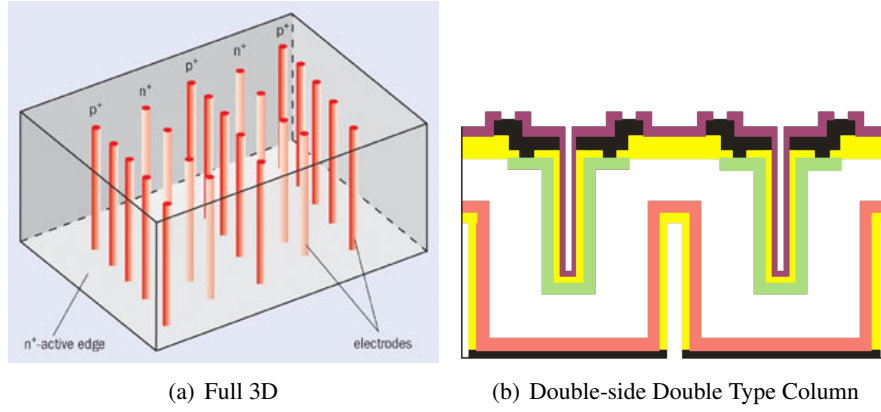 p+
n+
p+
n+
p+
n+-active edge
electrodes
(a) Full 3D
(b) Double-side Double Type Column